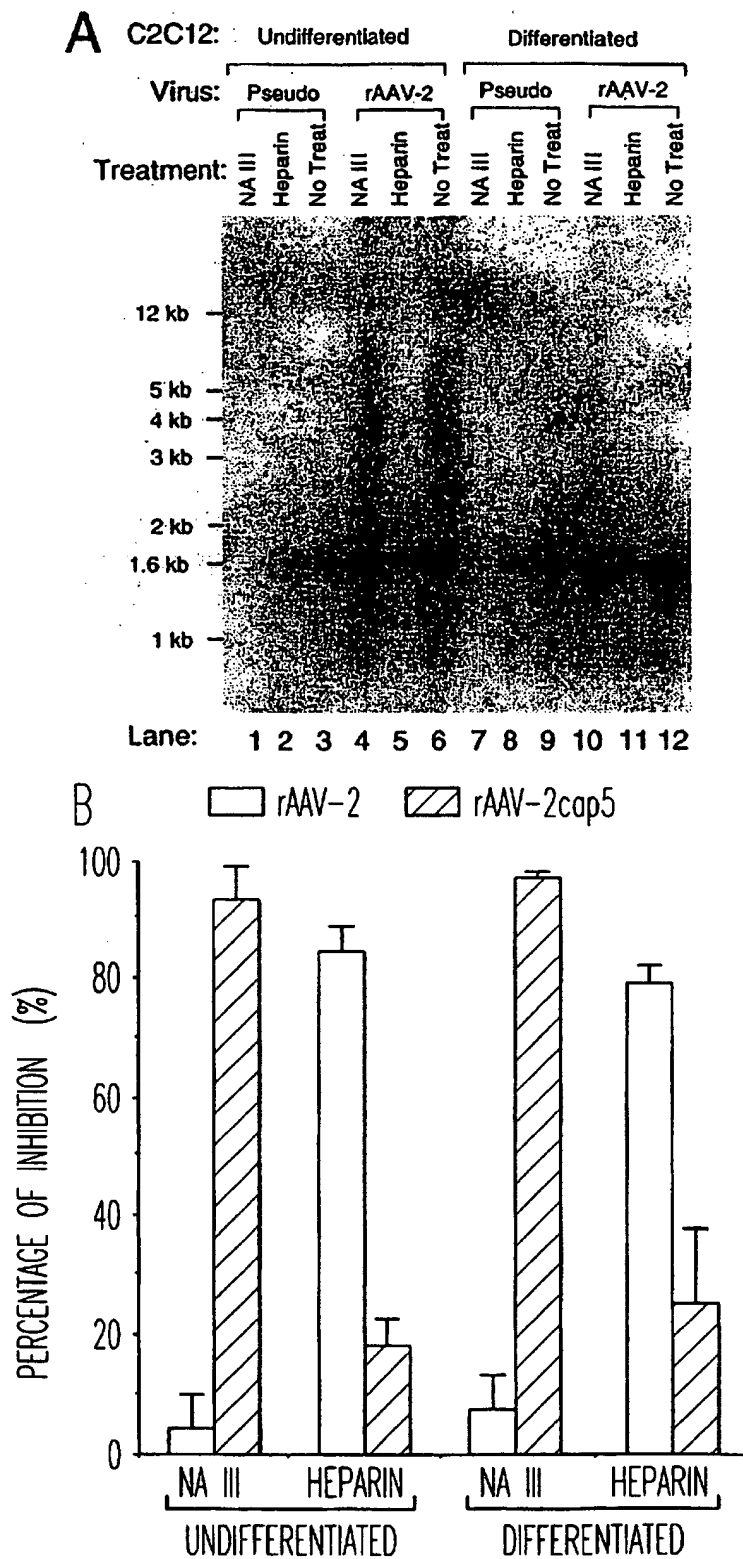 A
C2C12: Undifferentiated Differentiated
Virus: Pseudo rAAV-2 Pseudo rAAV-2
Treatment: NA III Heparin No Treat NA III Heparin No Treat NA III Heparin No Treat NA III Heparin No Treat
12 kb
5 kb
4 kb
3 kb
2 kb
1.6 kb
1 kb
Lane: 1 2 3 4 5 6 7 8 9 10 11 12
B
rAAV-2 rAAV-2cap5
PERCENTAGE OF INHIBITION (%)
100
80
60
40
20
0
NA III HEPARIN NA III HEPARIN
UNDIFFERENTIATED DIFFERENTIATED